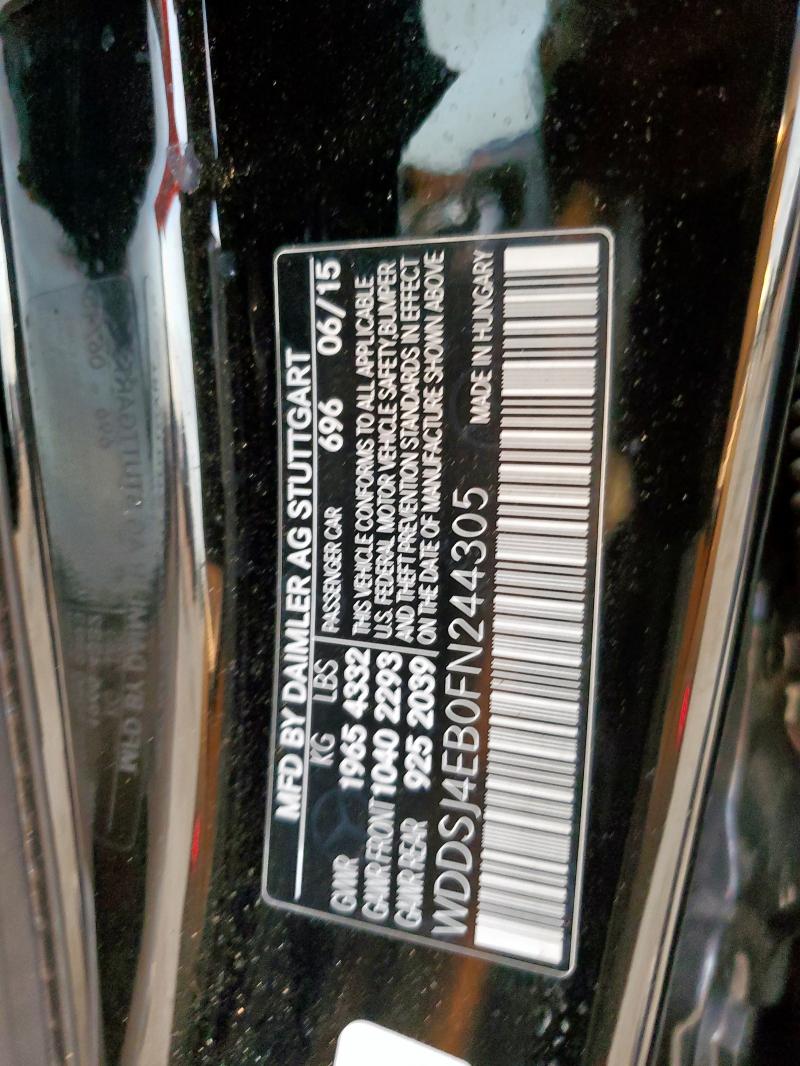 MFD BY DAIMLER AG STUTTGART
KG LBS PASSENGER CAR 696 06/15
GVWR 1965 4332 THIS VEHICLE CONFORMS TO ALL APPLICABLE
GAWR FRONT 1040 2293 U.S. FEDERAL MOTOR VEHICLE SAFETY,BUMPER
GAWR REAR 925 2039 AND THEFT PREVENTION STANDARDS IN EFFECT
ON THE DATE OF MANUFACTURE SHOWN ABOVE
WDDSJ4EB0FN244305 MADE IN HUNGARY